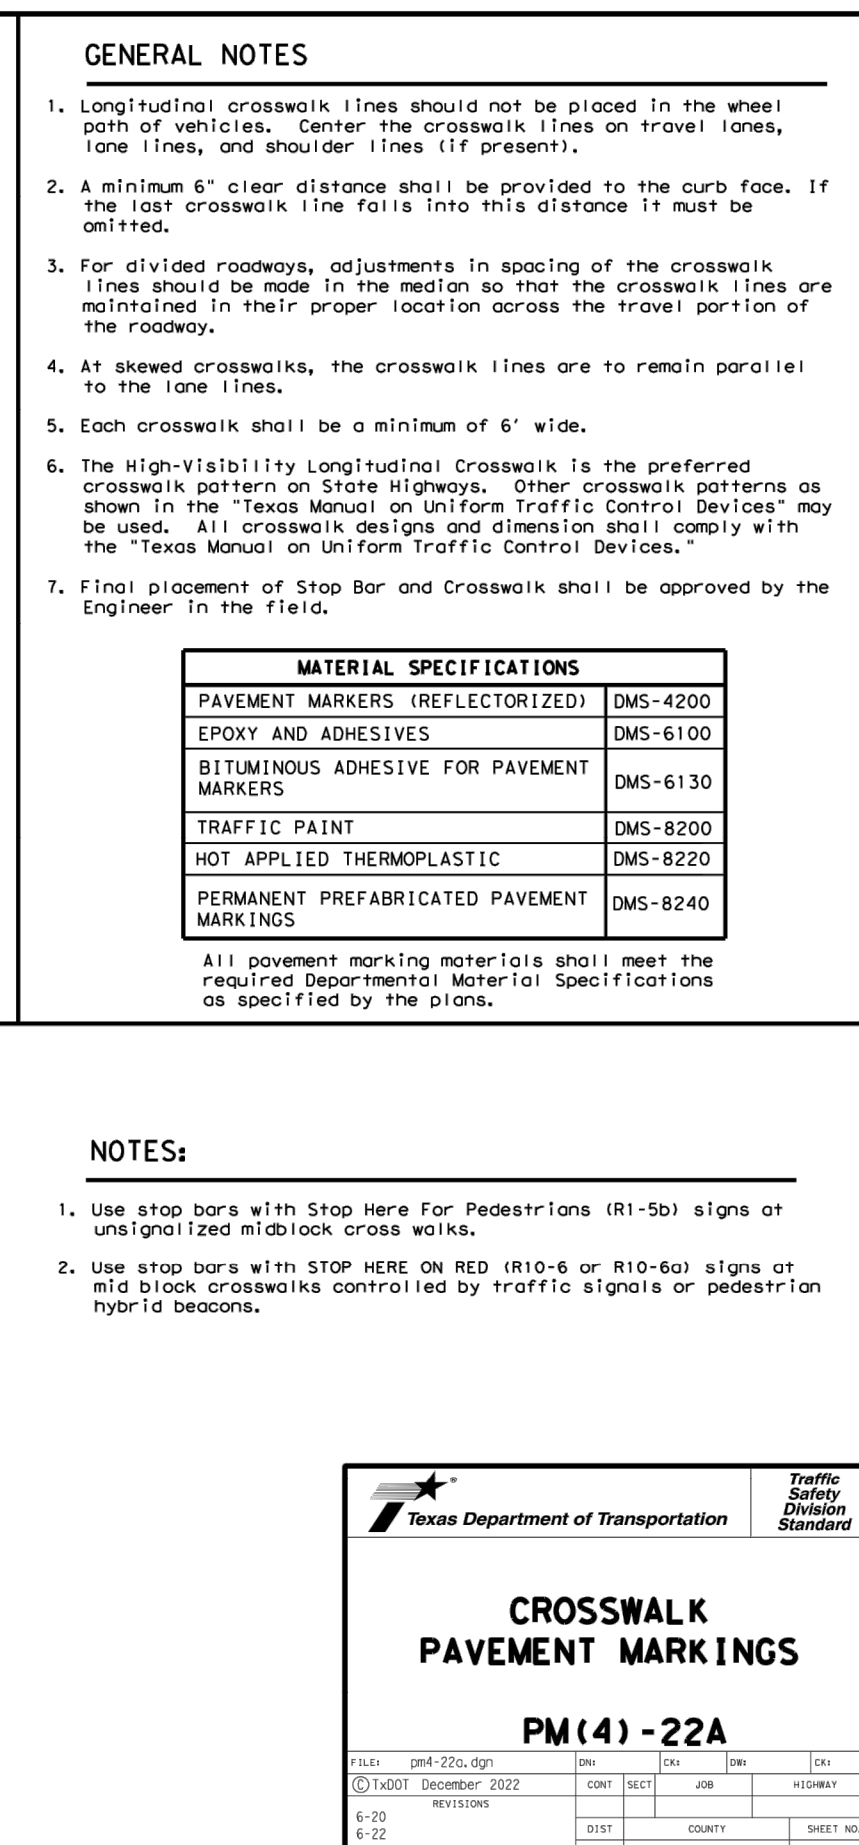 GENERAL NOTES
1. Longitudinal crosswalk lines should not be placed in the wheel
path of vehicles. Center the crosswalk lines on travel lanes,
lane lines, and shoulder lines (if present).
2. A minimum 6" clear distance shall be provided to the curb face. If
the last crosswalk line falls into this distance it must be
omitted.
3. For divided roadways, adjustments in spacing of the crosswalk
lines should be made in the median so that the crosswalk lines are
maintained in their proper location across the travel portion of
the roadway.
4. At skewed crosswalks, the crosswalk lines are to remain parallel
to the lane lines.
5. Each crosswalk shall be a minimum of 6' wide.
6. The High-Visibility Longitudinal Crosswalk is the preferred
crosswalk pattern on State Highways. Other crosswalk patterns as
shown in the "Texas Manual on Uniform Traffic Control Devices" may
be used. All crosswalk designs and dimension shall comply with
the "Texas Manual on Uniform Traffic Control Devices."
7. Final placement of Stop Bar and Crosswalk shall be approved by the
Engineer in the field.
MATERIAL SPECIFICATIONS
PAVEMENT MARKERS (REFLECTORIZED) DMS-4200
EPOXY AND ADHESIVES DMS-6100
BITUMINOUS ADHESIVE FOR PAVEMENT
MARKERS DMS-6130
TRAFFIC PAINT DMS-8200
HOT APPLIED THERMOPLASTIC DMS-8220
PERMANENT PREFABRICATED PAVEMENT
MARKINGS DMS-8240
All pavement marking materials shall meet the
required Departmental Material Specifications
as specified by the plans.
NOTES:
1. Use stop bars with Stop Here For Pedestrians (R1-5b) signs at
unsignalized midblock cross walks.
2. Use stop bars with STOP HERE ON RED (R10-6 or R10-6a) signs at
mid block crosswalks controlled by traffic signals or pedestrian
hybrid beacons.
Texas Department of Transportation
Traffic
Safety
Division
Standard
CROSSWALK
PAVEMENT MARKINGS
PM(4)-22A
FILE: pm4-22a.dgn DN: CK: DW: CK:
© TxDOT December 2022 CONT SECT JOB HIGHWAY
REVISIONS
6-20
6-22
DIST COUNTY SHEET NO.